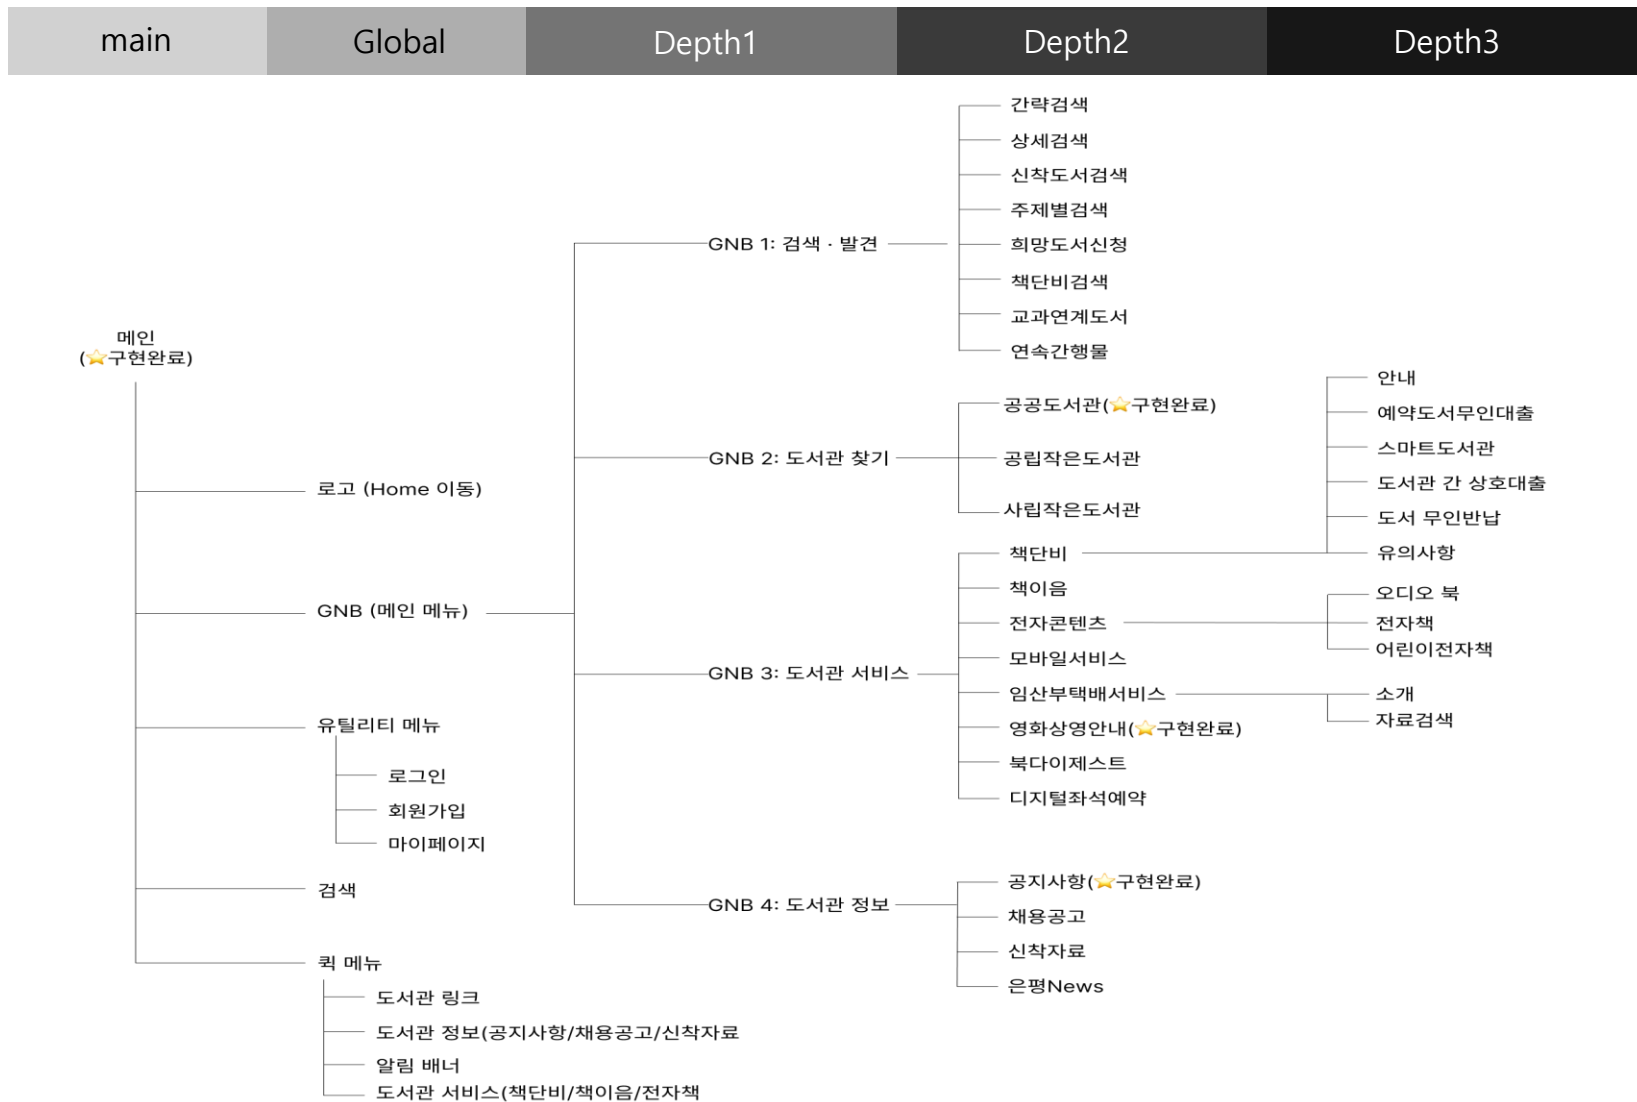 main
Global
Depth1
Depth2
Depth3
메인
(⭐구현완료)
로고 (Home 이동)
GNB (메인 메뉴)
유틸리티 메뉴
로그인
회원가입
마이페이지
검색
퀵 메뉴
도서관 링크
도서관 정보(공지사항/채용공고/신착자료
알림 배너
도서관 서비스(책단비/책이음/전자책
GNB 1: 검색 · 발견
간략검색
상세검색
신착도서검색
주제별검색
희망도서신청
책단비검색
교과연계도서
연속간행물
GNB 2: 도서관 찾기
공공도서관(⭐구현완료)
공립작은도서관
사립작은도서관
GNB 3: 도서관 서비스
책단비
안내
예약도서무인대출
스마트도서관
도서관 간 상호대출
도서 무인반납
유의사항
책이음
전자콘텐츠
오디오 북
전자책
어린이전자책
모바일서비스
임산부택배서비스
소개
자료검색
영화상영안내(⭐구현완료)
북다이제스트
디지털좌석예약
GNB 4: 도서관 정보
공지사항(⭐구현완료)
채용공고
신착자료
은평News